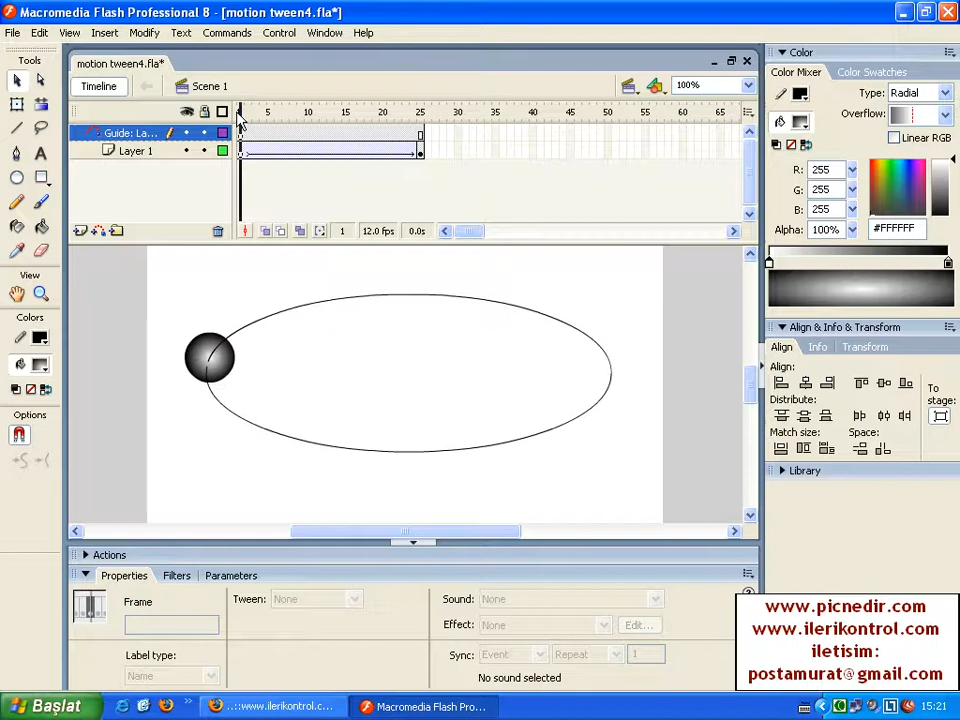 Macromedia Flash Professional 8 - [motion tween4.fla*]
File Edit View Insert Modify Text Commands Control Window Help
Tools
View
Colors
Options
motion tween4.fla*
Timeline
Scene 1
100%
5 10 15 20 25 30 35 40 45 50 55 60 65
Guide: La...
Layer 1
1 12.0 fps 0.0s
Color
Color Mixer Color Swatches
Type: Radial
Overflow:
Linear RGB
R: 255
G: 255
B: 255
Alpha: 100% #FFFFFF
Align & Info & Transform
Align Info Transform
Align:
Distribute:
Match size: Space:
To
stage:
Library
Actions
Properties Filters Parameters
Frame
Label type:
Name
Tween: None
Sound: None
Effect: None Edit...
Sync: Event Repeat 1
No sound selected
www.picnedir.com
www.ilerikontrol.com
iletisim:
postamurat@gmail.com
Başlat
..::www.ilerikontrol.c...
Macromedia Flash Pro...
15:21